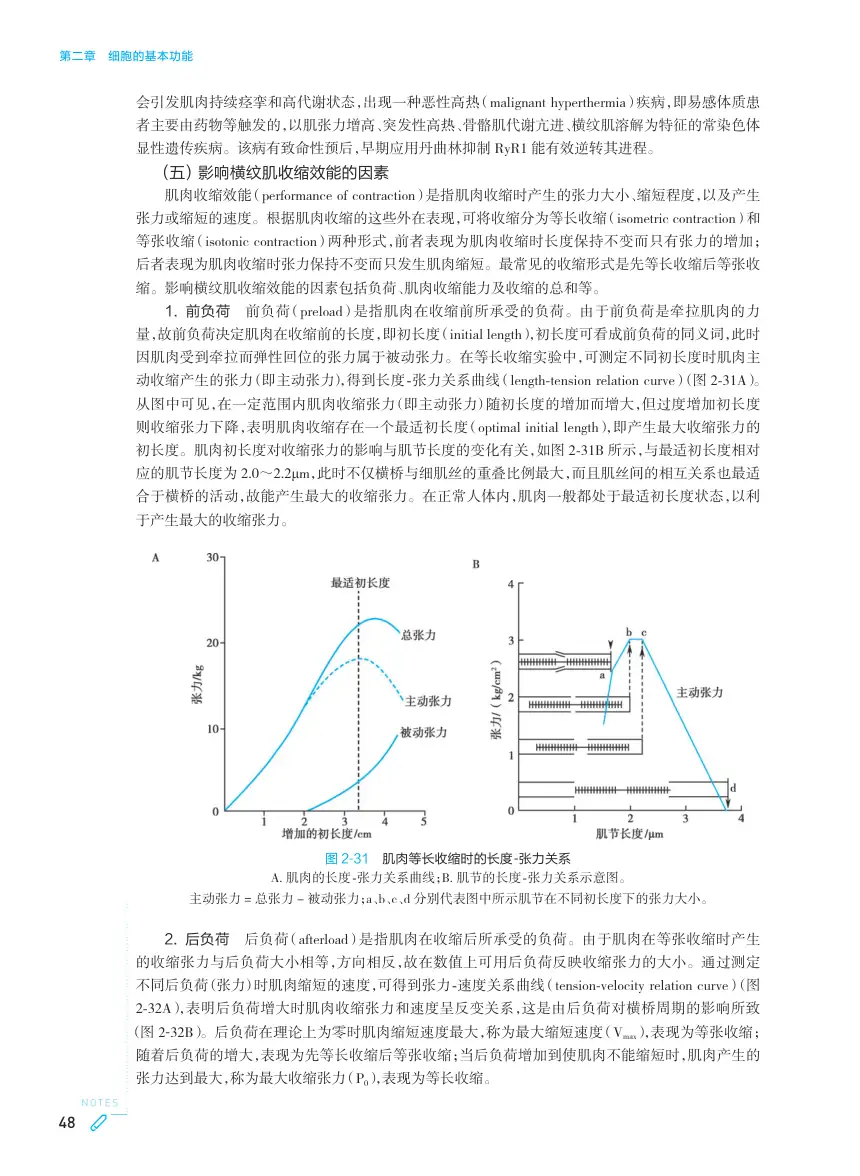 第二章 细胞的基本功能
会引发肌肉持续痉挛和高代谢状态,出现一种恶性高热(malignant hyperthermia)疾病,即易感体质患
者主要由药物等触发的,以肌张力增高、突发性高热、骨骼肌代谢亢进、横纹肌溶解为特征的常染色体
显性遗传疾病。该病有致命性预后,早期应用丹曲林抑制 RyR1 能有效逆转其进程。
(五)影响横纹肌收缩效能的因素
肌肉收缩效能(performance of contraction)是指肌肉收缩时产生的张力大小、缩短程度,以及产生
张力或缩短的速度。根据肌肉收缩的这些外在表现,可将收缩分为等长收缩(isometric contraction)和
等张收缩(isotonic contraction)两种形式,前者表现为肌肉收缩时长度保持不变而只有张力的增加;
后者表现为肌肉收缩时张力保持不变而只发生肌肉缩短。最常见的收缩形式是先等长收缩后等张收
缩。影响横纹肌收缩效能的因素包括负荷、肌肉收缩能力及收缩的总和等。
1. 前负荷 前负荷(preload)是指肌肉在收缩前所承受的负荷。由于前负荷是牵拉肌肉的力
量,故前负荷决定肌肉在收缩前的长度,即初长度(initial length),初长度可看成前负荷的同义词,此时
因肌肉受到牵拉而弹性回位的张力属于被动张力。在等长收缩实验中,可测定不同初长度时肌肉主
动收缩产生的张力(即主动张力),得到长度-张力关系曲线(length-tension relation curve)(图 2-31A)。
从图中可见,在一定范围内肌肉收缩张力(即主动张力)随初长度的增加而增大,但过度增加初长度
则收缩张力下降,表明肌肉收缩存在一个最适初长度(optimal initial length),即产生最大收缩张力的
初长度。肌肉初长度对收缩张力的影响与肌节长度的变化有关,如图 2-31B 所示,与最适初长度相对
应的肌节长度为 2.0～2.2μm,此时不仅横桥与细肌丝的重叠比例最大,而且肌丝间的相互关系也最适
合于横桥的活动,故能产生最大的收缩张力。在正常人体内,肌肉一般都处于最适初长度状态,以利
于产生最大的收缩张力。
A
30
20
10
0
张力/kg
最适初长度
总张力
主动张力
被动张力
1 2 3 4 5
增加的初长度/cm
B
4
3
2
1
0
张力/(kg/cm²)
a
b c
主动张力
d
1 2 3 4
肌节长度/μm
图 2-31 肌肉等长收缩时的长度-张力关系
A. 肌肉的长度-张力关系曲线;B. 肌节的长度-张力关系示意图。
主动张力 = 总张力 − 被动张力;a、b、c、d 分别代表图中所示肌节在不同初长度下的张力大小。
2. 后负荷 后负荷(afterload)是指肌肉在收缩后所承受的负荷。由于肌肉在等张收缩时产生
的收缩张力与后负荷大小相等,方向相反,故在数值上可用后负荷反映收缩张力的大小。通过测定
不同后负荷(张力)时肌肉缩短的速度,可得到张力-速度关系曲线(tension-velocity relation curve)(图
2-32A),表明后负荷增大时肌肉收缩张力和速度呈反变关系,这是由后负荷对横桥周期的影响所致
(图 2-32B)。后负荷在理论上为零时肌肉缩短速度最大,称为最大缩短速度(Vmax),表现为等张收缩;
随着后负荷的增大,表现为先等长收缩后等张收缩;当后负荷增加到使肌肉不能缩短时,肌肉产生的
张力达到最大,称为最大收缩张力(P₀),表现为等长收缩。
NOTES
48